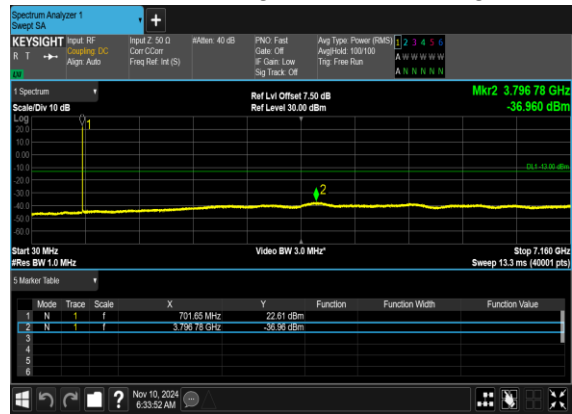 Spectrum Analyzer 1
Swept SA
+
KEYSIGHT Input: RF Input Z: 50 Ω #Atten: 40 dB PNO: Fast Avg Type: Power (RMS) 1 2 3 4 5 6
R T Coupling: DC Corr CCorr Gate: Off Avg|Hold: 100/100 A W W W W W
Align: Auto Freq Ref: Int (S) IF Gain: Low Trig: Free Run
LW Sig Track: Off A N N N N N
1 Spectrum Ref Lvl Offset 7.50 dB Mkr2 3.796 78 GHz
Scale/Div 10 dB Ref Level 30.00 dBm -36.960 dBm
Log
1
20.0
10.0
0.00
-10.0 DL1 -13.00 dBm
-20.0
-30.0 2
-40.0
-50.0
-60.0
Start 30 MHz Video BW 3.0 MHz* Stop 7.160 GHz
#Res BW 1.0 MHz Sweep 13.3 ms (40001 pts)
5 Marker Table
Mode Trace Scale X Y Function Function Width Function Value
1 N 1 f 701.65 MHz 22.61 dBm
2 N 1 f 3.796 78 GHz -36.96 dBm
3
4
5
6
? Nov 10, 2024
6:33:52 AM